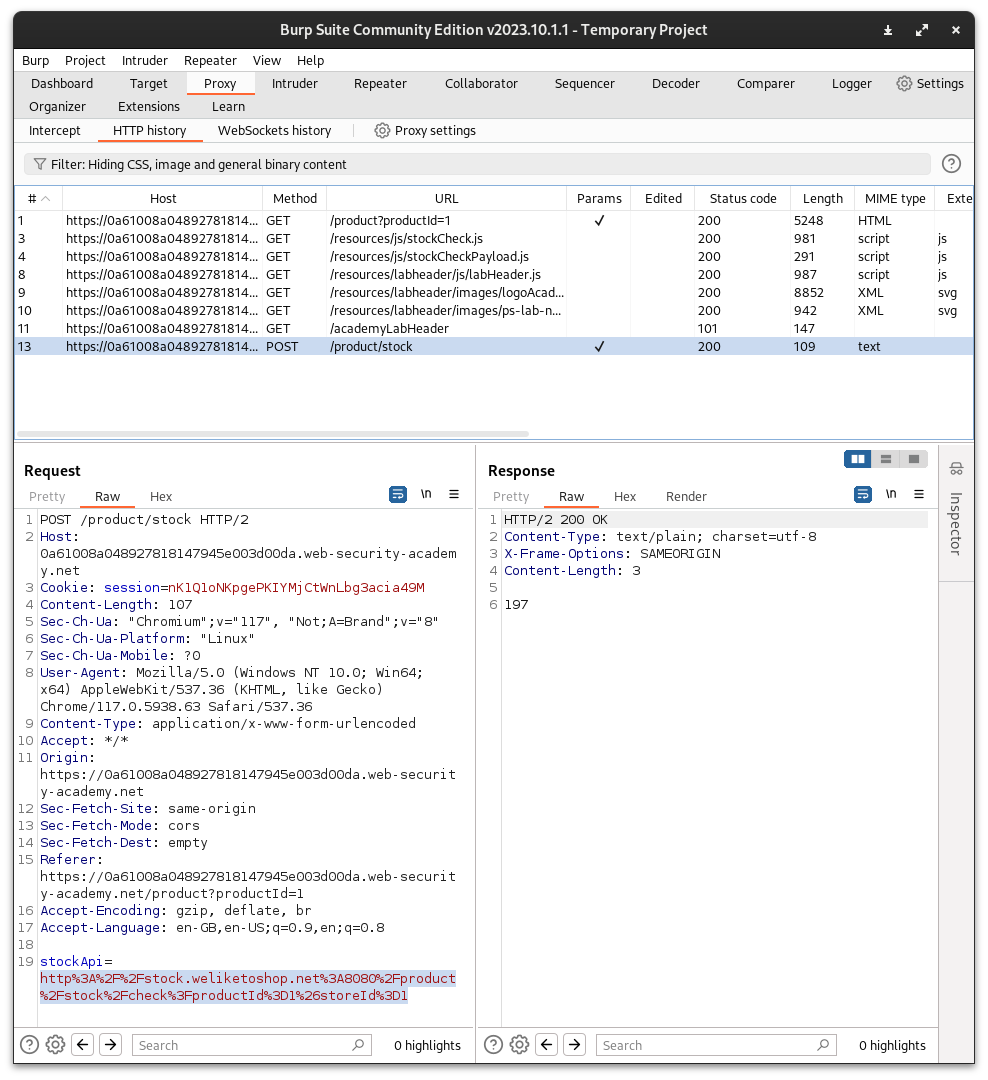 Burp Suite Community Edition v2023.10.1.1 - Temporary Project
Burp Project Intruder Repeater View Help
Dashboard Target Proxy Intruder Repeater Collaborator Sequencer Decoder Comparer Logger Settings
Organizer Extensions Learn
Intercept HTTP history WebSockets history Proxy settings
Filter: Hiding CSS, image and general binary content
# Host Method URL Params Edited Status code Length MIME type Exte
1 https://0a61008a04892781814... GET /product?productId=1 ✓ 200 5248 HTML
3 https://0a61008a04892781814... GET /resources/js/stockCheck.js 200 981 script js
4 https://0a61008a04892781814... GET /resources/js/stockCheckPayload.js 200 291 script js
8 https://0a61008a04892781814... GET /resources/labheader/js/labHeader.js 200 987 script js
9 https://0a61008a04892781814... GET /resources/labheader/images/logoAcad... 200 8852 XML svg
10 https://0a61008a04892781814... GET /resources/labheader/images/ps-lab-n... 200 942 XML svg
11 https://0a61008a04892781814... GET /academyLabHeader 101 147
13 https://0a61008a04892781814... POST /product/stock ✓ 200 109 text
Request
Pretty Raw Hex \n
1 POST /product/stock HTTP/2
2 Host:
0a61008a048927818147945e003d00da.web-security-academ
y.net
3 Cookie: session=nK1Q1oNKpgePKIYMjCtWnLbg3acia49M
4 Content-Length: 107
5 Sec-Ch-Ua: "Chromium";v="117", "Not;A=Brand";v="8"
6 Sec-Ch-Ua-Platform: "Linux"
7 Sec-Ch-Ua-Mobile: ?0
8 User-Agent: Mozilla/5.0 (Windows NT 10.0; Win64;
x64) AppleWebKit/537.36 (KHTML, like Gecko)
Chrome/117.0.5938.63 Safari/537.36
9 Content-Type: application/x-www-form-urlencoded
10 Accept: */*
11 Origin:
https://0a61008a048927818147945e003d00da.web-securit
y-academy.net
12 Sec-Fetch-Site: same-origin
13 Sec-Fetch-Mode: cors
14 Sec-Fetch-Dest: empty
15 Referer:
https://0a61008a048927818147945e003d00da.web-securit
y-academy.net/product?productId=1
16 Accept-Encoding: gzip, deflate, br
17 Accept-Language: en-GB,en-US;q=0.9,en;q=0.8
18
19 stockApi=
http%3A%2F%2Fstock.weliketoshop.net%3A8080%2Fproduct
%2Fstock%2Fcheck%3FproductId%3D1%26storeId%3D1
Search 0 highlights
Response
Pretty Raw Hex Render \n
1 HTTP/2 200 OK
2 Content-Type: text/plain; charset=utf-8
3 X-Frame-Options: SAMEORIGIN
4 Content-Length: 3
5
6 197
Search 0 highlights
Inspector